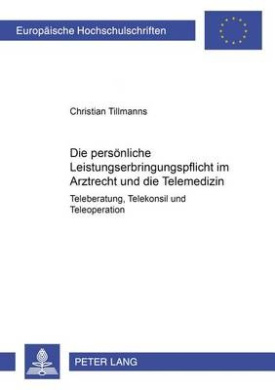 Europäische Hochschulschriften
Christian Tillmanns
Die persönliche
Leistungserbringungspflicht im
Arztrecht und die Telemedizin
Teleberatung, Telekonsil und
Teleoperation
PETER LANG